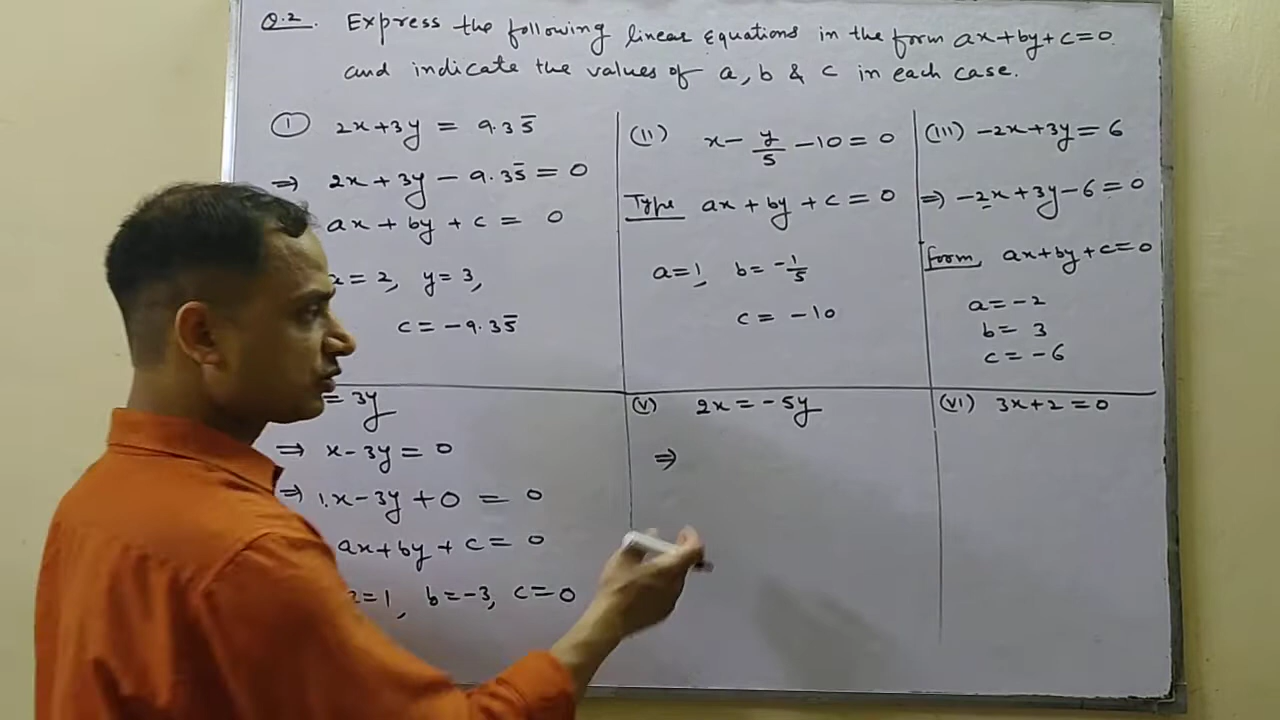 Q.2. Express the following linear Equations in the form ax+by+c=0.
and indicate the values of a, b & c in each case.
(1) 2x+3y = 9.35̅
⇒ 2x+3y-9.35̅ = 0
ax+by+c = 0
= 2, y=3,
c = -9.35̅
(II) x - y/5 - 10 = 0
Type ax+by+c=0
a=1, b=-1/5
c = -10
(III) -2x+3y = 6
⇒ -2x+3y-6=0
form, ax+by+c=0
a=-2
b= 3
c=-6
= 3y
⇒ x-3y = 0
⇒ 1.x-3y+0 = 0
ax+by+c=0
=1, b=-3, c=0
(V) 2x = -5y
⇒
(VI) 3x+2=0